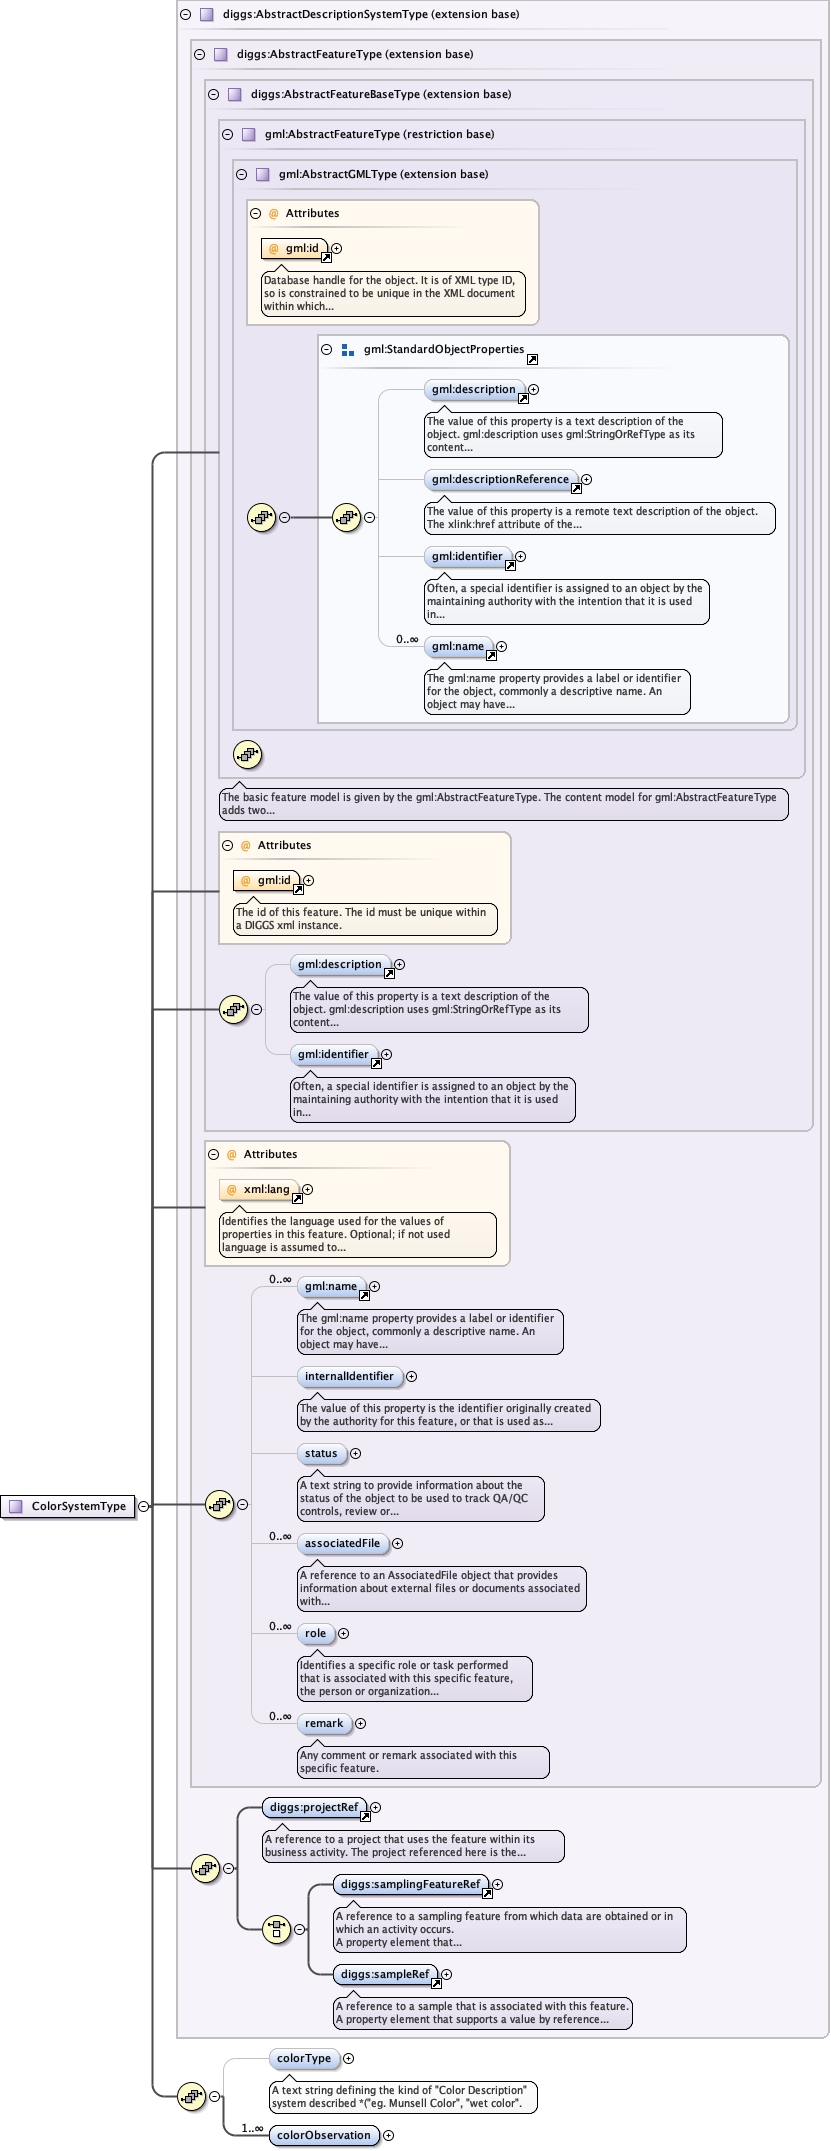 diggs:AbstractDescriptionSystemType (extension base)
diggs:AbstractFeatureType (extension base)
diggs:AbstractFeatureBaseType (extension base)
gml:AbstractFeatureType (restriction base)
gml:AbstractGMLType (extension base)
@ Attributes
@ gml:id
Database handle for the object. It is of XML type ID,
so is constrained to be unique in the XML document
within which...
gml:StandardObjectProperties
gml:description
The value of this property is a text description of the
object. gml:description uses gml:StringOrRefType as its
content...
gml:descriptionReference
The value of this property is a remote text description of the object.
The xlink:href attribute of the...
gml:identifier
Often, a special identifier is assigned to an object by the
maintaining authority with the intention that it is used
in...
0..∞
gml:name
The gml:name property provides a label or identifier
for the object, commonly a descriptive name. An
object may have...
The basic feature model is given by the gml:AbstractFeatureType. The content model for gml:AbstractFeatureType
adds two...
@ Attributes
@ gml:id
The id of this feature. The id must be unique within
a DIGGS xml instance.
gml:description
The value of this property is a text description of the
object. gml:description uses gml:StringOrRefType as its
content...
gml:identifier
Often, a special identifier is assigned to an object by the
maintaining authority with the intention that it is used
in...
@ Attributes
@ xml:lang
Identifies the language used for the values of
properties in this feature. Optional; if not used
language is assumed to...
0..∞
gml:name
The gml:name property provides a label or identifier
for the object, commonly a descriptive name. An
object may have...
internalIdentifier
The value of this property is the identifier originally created
by the authority for this feature, or that is used as...
status
A text string to provide information about the
status of the object to be used to track QA/QC
controls, review or...
ColorSystemType
0..∞
associatedFile
A reference to an AssociatedFile object that provides
information about external files or documents associated
with...
0..∞
role
Identifies a specific role or task performed
that is associated with this specific feature,
the person or organization...
0..∞
remark
Any comment or remark associated with this
specific feature.
diggs:projectRef
A reference to a project that uses the feature within its
business activity. The project referenced here is the...
diggs:samplingFeatureRef
A reference to a sampling feature from which data are obtained or in
which an activity occurs.
A property element that...
diggs:sampleRef
A reference to a sample that is associated with this feature.
A property element that supports a value by reference...
colorType
A text string defining the kind of "Color Description"
system described *("eg. Munsell Color", "wet color".
1..∞
colorObservation